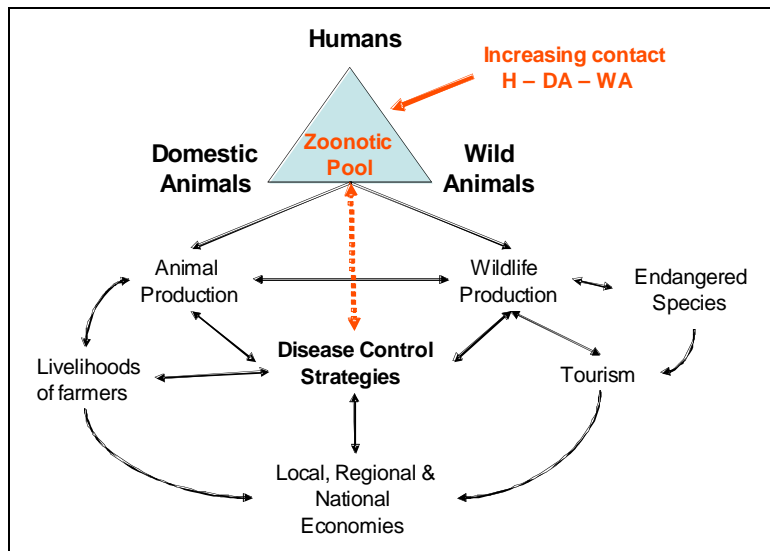 Humans
Increasing contact
H – DA – WA
Domestic
Animals
Zoonotic
Pool
Wild
Animals
Animal
Production
Wildlife
Production
Endangered
Species
Livelihoods
of farmers
Disease Control
Strategies
Tourism
Local, Regional &
National
Economies